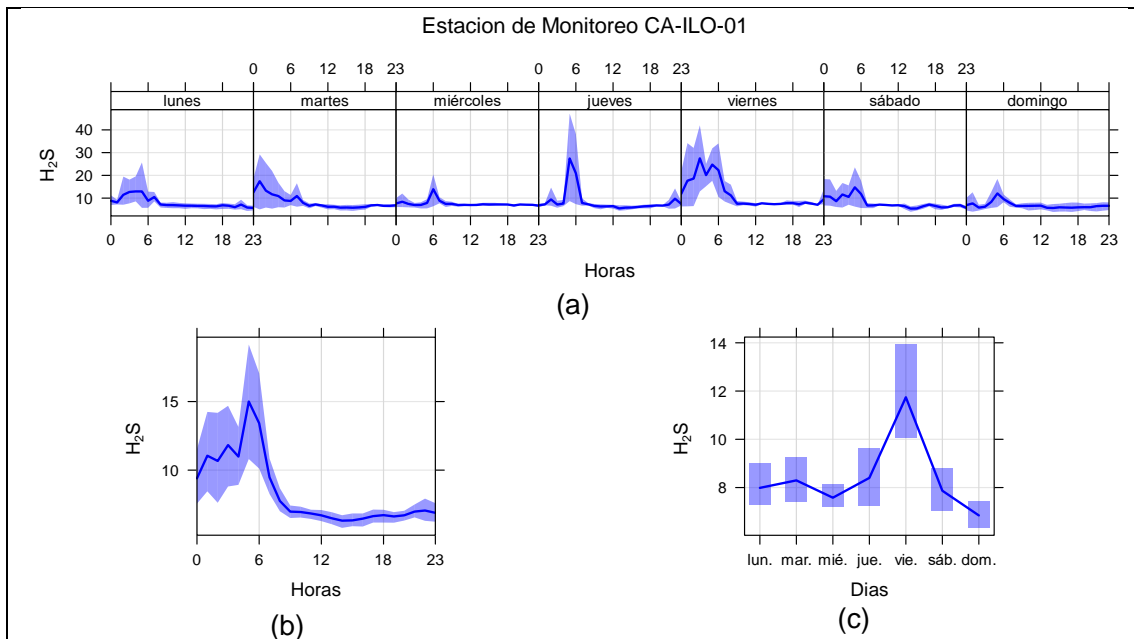 Estacion de Monitoreo CA-ILO-01
0 6 12 18 23 0 6 12 18 23 0 6 12 18 23
lunes martes miércoles jueves viernes sábado domingo
H₂S
40
30
20
10
0 6 12 18 23 0 6 12 18 23 0 6 12 18 23 0 6 12 18 23
Horas
(a)
H₂S
15
10
0 6 12 18 23
Horas
(b)
H₂S
14
12
10
8
lun. mar. mié. jue. vie. sáb. dom.
Dias
(c)